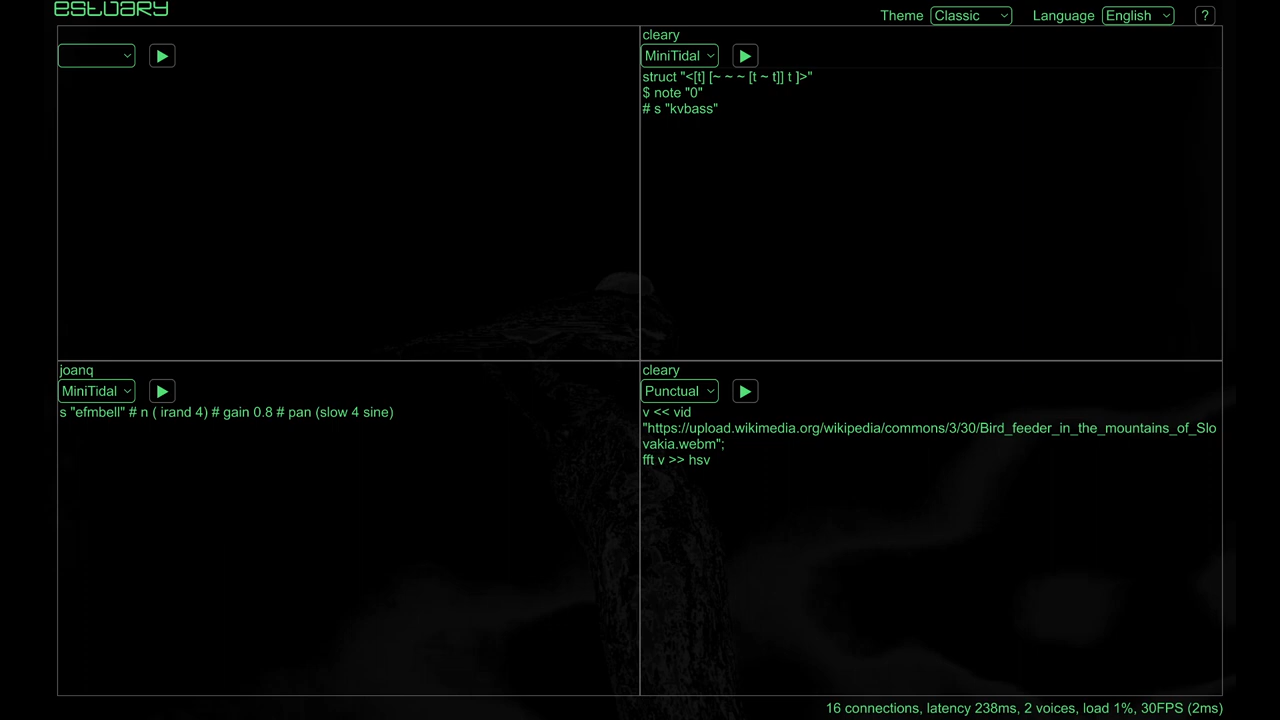 estuary
Theme Classic Language English ?
cleary
MiniTidal
struct "<[t] [~ ~ ~ [t ~ t]] t ]>"
$ note "0"
# s "kvbass"
joanq
MiniTidal
s "efmbell" # n ( irand 4) # gain 0.8 # pan (slow 4 sine)
cleary
Punctual
v << vid
"https://upload.wikimedia.org/wikipedia/commons/3/30/Bird_feeder_in_the_mountains_of_Slo
vakia.webm";
fft v >> hsv
16 connections, latency 238ms, 2 voices, load 1%, 30FPS (2ms)